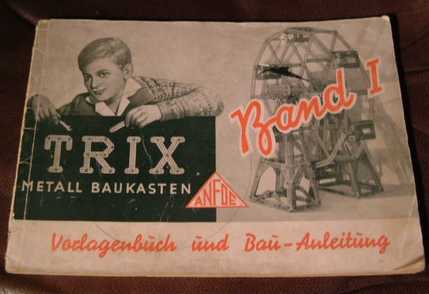 TRIX
METALL BAUKASTEN
ANFOE
Band I
Vorlagenbuch und Bau-Anleitung